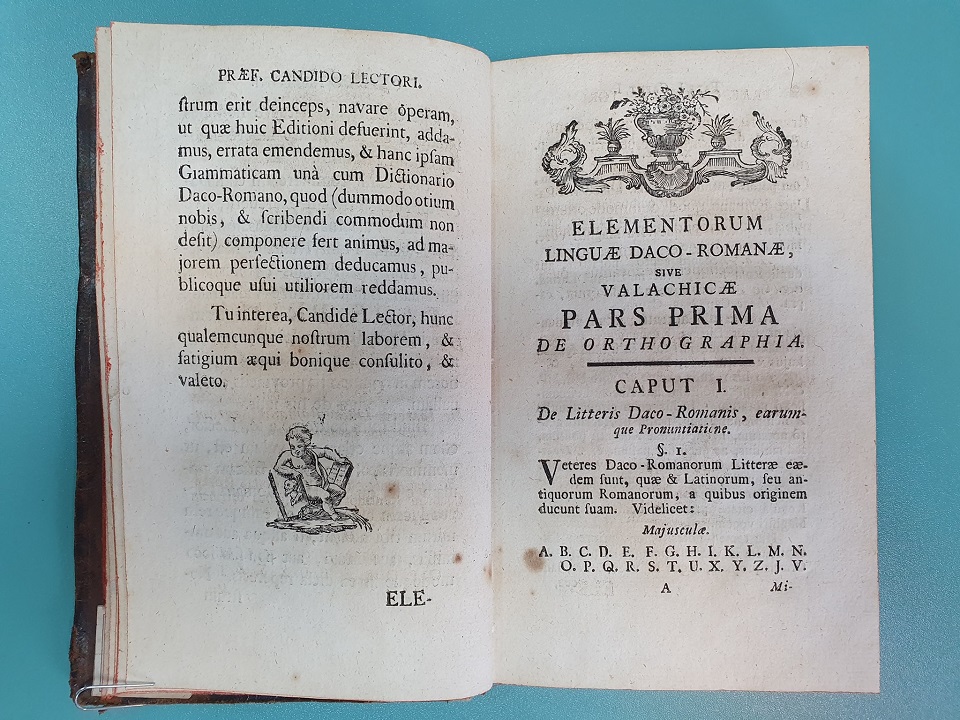 PRÆF. CANDIDO LECTORI.
ſtrum erit deinceps, navare óperam,
ut quæ huic Editioni defuerint, adda-
mus, errata emendemus, & hanc ipſam
Giammaticam unà cum Dictionario
Daco-Romano, quod (dummodo otium
nobis, & ſcribendi commodum non
deſit) componere fert animus, ad ma-
jorem perfectionem deducamus, pu-
blicoque uſui utiliorem reddamus.
Tu interea, Candide Lector, hunc
qualemcunque noſtrum laborem, &
fatigium æqui bonique conſulito, &
valeto.
ELE-
ELEMENTORUM
LINGUÆ DACO-ROMANÆ,
SIVE
VALACHICÆ
PARS PRIMA
DE ORTHOGRAPHIA.
CAPUT I.
De Litteris Daco-Romanis, earum-
que Pronuntiatione.
§. 1.
Veteres Daco-Romanorum Litteræ eæ-
dem ſunt, quæ & Latinorum, ſeu an-
tiquorum Romanorum, a quibus originem
ducunt ſuam. Videlicet:
Majuſculæ.
A. B. C. D. E. F. G. H. I. K. L. M. N.
O. P. Q. R. S. T. U. X. Y. Z. J. V.
A Mi-